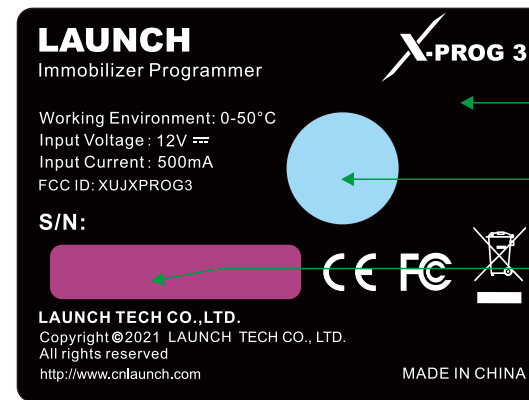 LAUNCH
X-PROG 3
Immobilizer Programmer
Working Environment: 0-50°C
Input Voltage : 12V ⎓
Input Current : 500mA
FCC ID: XUJXPROG3
S/N:
CE FC
LAUNCH TECH CO.,LTD.
Copyright ©2021 LAUNCH TECH CO., LTD.
All rights reserved
http://www.cnlaunch.com
MADE IN CHINA